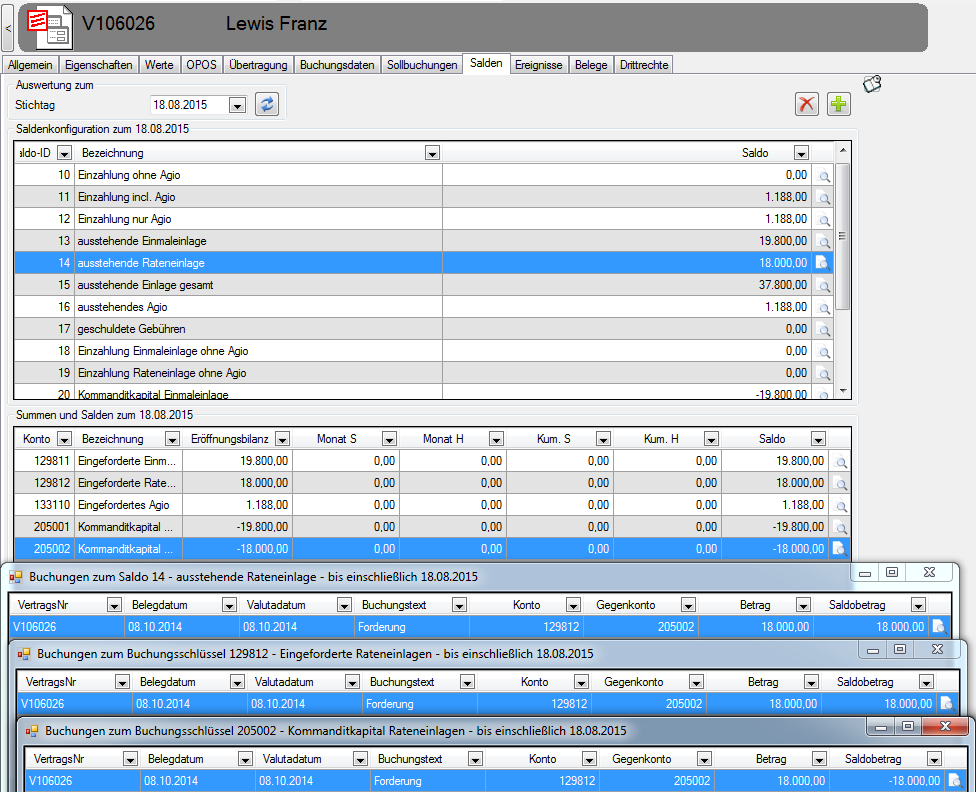 <
V106026 Lewis Franz
Allgemein Eigenschaften Werte OPOS Übertragung Buchungsdaten Sollbuchungen Salden Ereignisse Belege Drittrechte
Auswertung zum
Stichtag 18.08.2015
Saldenkonfiguration zum 18.08.2015
ldo-ID Bezeichnung Saldo
10 Einzahlung ohne Agio 0,00
11 Einzahlung incl. Agio 1.188,00
12 Einzahlung nur Agio 1.188,00
13 ausstehende Einmaleinlage 19.800,00
14 ausstehende Rateneinlage 18.000,00
15 ausstehende Einlage gesamt 37.800,00
16 ausstehendes Agio 1.188,00
17 geschuldete Gebühren 0,00
18 Einzahlung Einmaleinlage ohne Agio 0,00
19 Einzahlung Rateneinlage ohne Agio 0,00
20 Kommanditkapital Einmaleinlage -19.800,00
Summen und Salden zum 18.08.2015
Konto Bezeichnung Eröffnungsbilanz Monat S Monat H Kum. S Kum. H Saldo
129811 Eingeforderte Einm... 19.800,00 0,00 0,00 0,00 0,00 19.800,00
129812 Eingeforderte Rate... 18.000,00 0,00 0,00 0,00 0,00 18.000,00
133110 Eingefordertes Agio 1.188,00 0,00 0,00 0,00 0,00 1.188,00
205001 Kommanditkapital ... -19.800,00 0,00 0,00 0,00 0,00 -19.800,00
205002 Kommanditkapital ... -18.000,00 0,00 0,00 0,00 0,00 -18.000,00
Buchungen zum Saldo 14 - ausstehende Rateneinlage - bis einschließlich 18.08.2015
VertragsNr Belegdatum Valutadatum Buchungstext Konto Gegenkonto Betrag Saldobetrag
V106026 08.10.2014 08.10.2014 Forderung 129812 205002 18.000,00 18.000,00
Buchungen zum Buchungsschlüssel 129812 - Eingeforderte Rateneinlagen - bis einschließlich 18.08.2015
VertragsNr Belegdatum Valutadatum Buchungstext Konto Gegenkonto Betrag Saldobetrag
V106026 08.10.2014 08.10.2014 Forderung 129812 205002 18.000,00 18.000,00
Buchungen zum Buchungsschlüssel 205002 - Kommanditkapital Rateneinlagen - bis einschließlich 18.08.2015
VertragsNr Belegdatum Valutadatum Buchungstext Konto Gegenkonto Betrag Saldobetrag
V106026 08.10.2014 08.10.2014 Forderung 129812 205002 18.000,00 -18.000,00